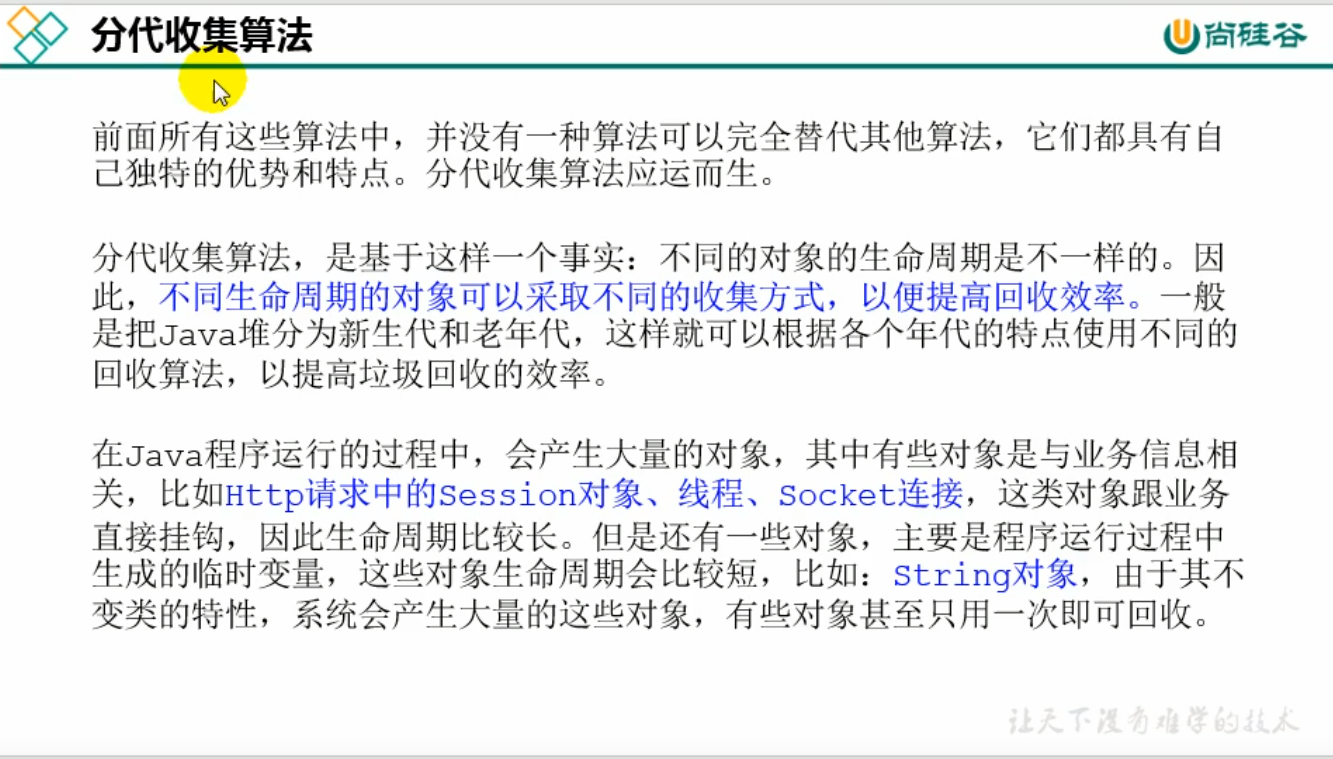 分代收集算法
尚硅谷
前面所有这些算法中，并没有一种算法可以完全替代其他算法，它们都具有自
己独特的优势和特点。分代收集算法应运而生。
分代收集算法，是基于这样一个事实：不同的对象的生命周期是不一样的。因
此，不同生命周期的对象可以采取不同的收集方式，以便提高回收效率。一般
是把Java堆分为新生代和老年代，这样就可以根据各个年代的特点使用不同的
回收算法，以提高垃圾回收的效率。
在Java程序运行的过程中，会产生大量的对象，其中有些对象是与业务信息相
关，比如Http请求中的Session对象、线程、Socket连接，这类对象跟业务
直接挂钩，因此生命周期比较长。但是还有一些对象，主要是程序运行过程中
生成的临时变量，这些对象生命周期会比较短，比如：String对象，由于其不
变类的特性，系统会产生大量的这些对象，有些对象甚至只用一次即可回收。
让天下没有难学的技术